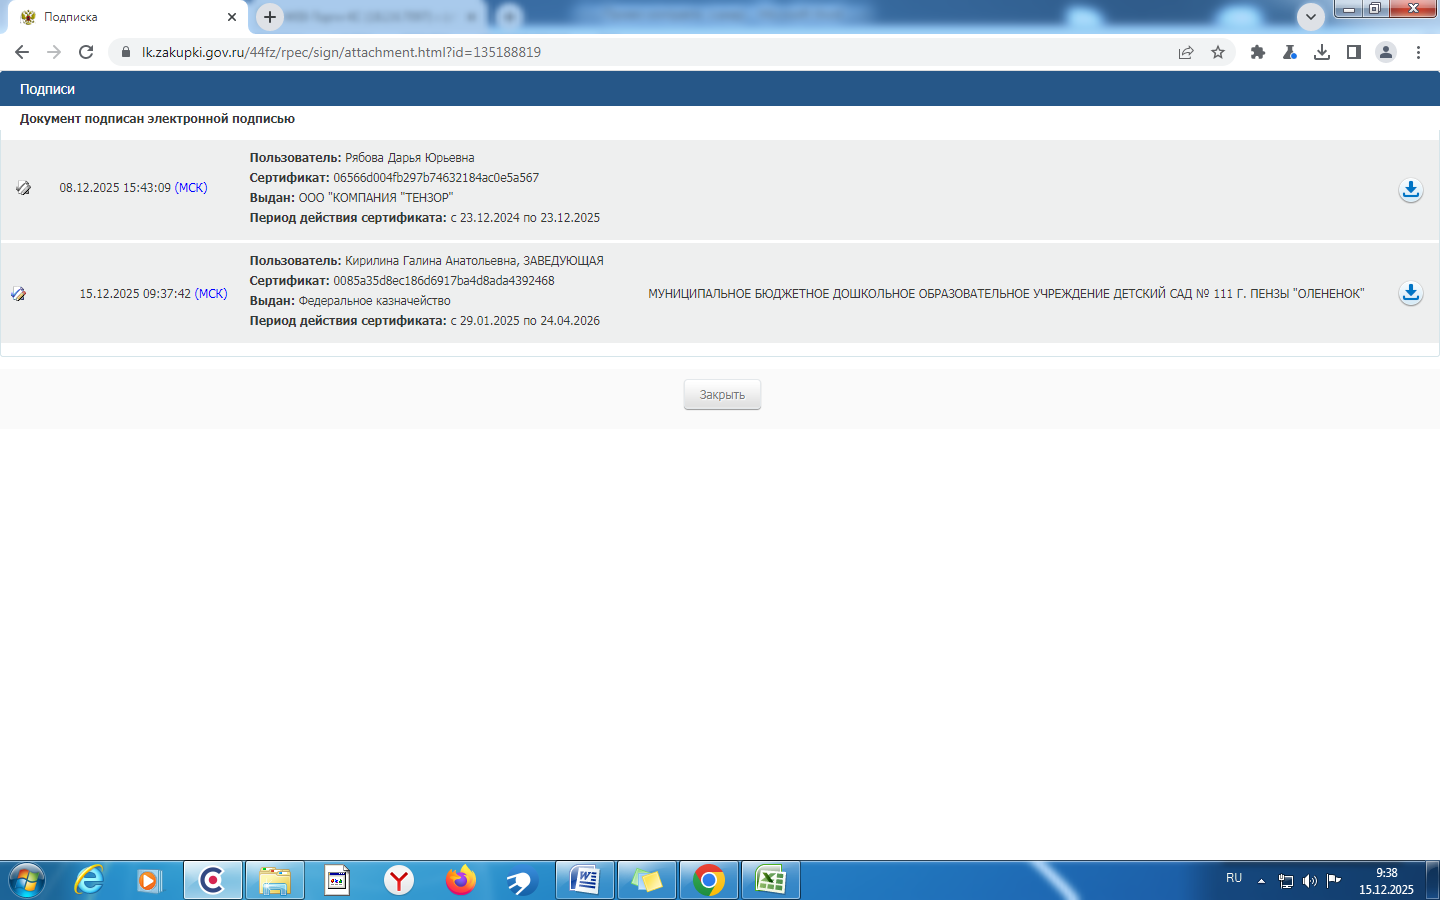 Подписка
lk.zakupki.gov.ru/44fz/rpec/sign/attachment.html?id=135188819
Подписи
Документ подписан электронной подписью
08.12.2025 15:43:09 (МСК)
Пользователь: Рябова Дарья Юрьевна
Сертификат: 06566d004fb297b74632184ac0e5a567
Выдан: ООО "КОМПАНИЯ "ТЕНЗОР"
Период действия сертификата: с 23.12.2024 по 23.12.2025
15.12.2025 09:37:42 (МСК)
Пользователь: Кирилина Галина Анатольевна, ЗАВЕДУЮЩАЯ
Сертификат: 0085a35d8ec186d6917ba4d8ada4392468
Выдан: Федеральное казначейство
Период действия сертификата: с 29.01.2025 по 24.04.2026
МУНИЦИПАЛЬНОЕ БЮДЖЕТНОЕ ДОШКОЛЬНОЕ ОБРАЗОВАТЕЛЬНОЕ УЧРЕЖДЕНИЕ ДЕТСКИЙ САД № 111 Г. ПЕНЗЫ "ОЛЕНЕНОК"
Закрыть
RU
9:38
15.12.2025